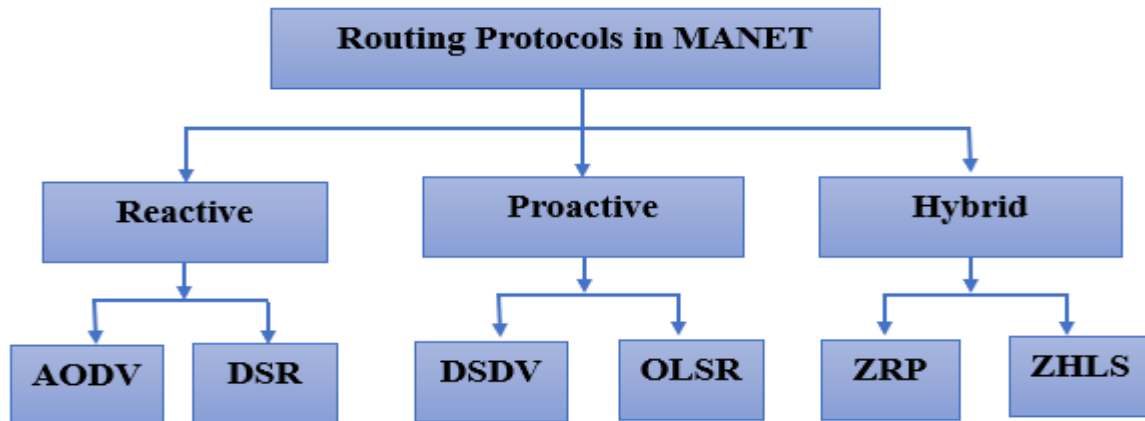 Routing Protocols in MANET
Reactive
Proactive
Hybrid
AODV
DSR
DSDV
OLSR
ZRP
ZHLS